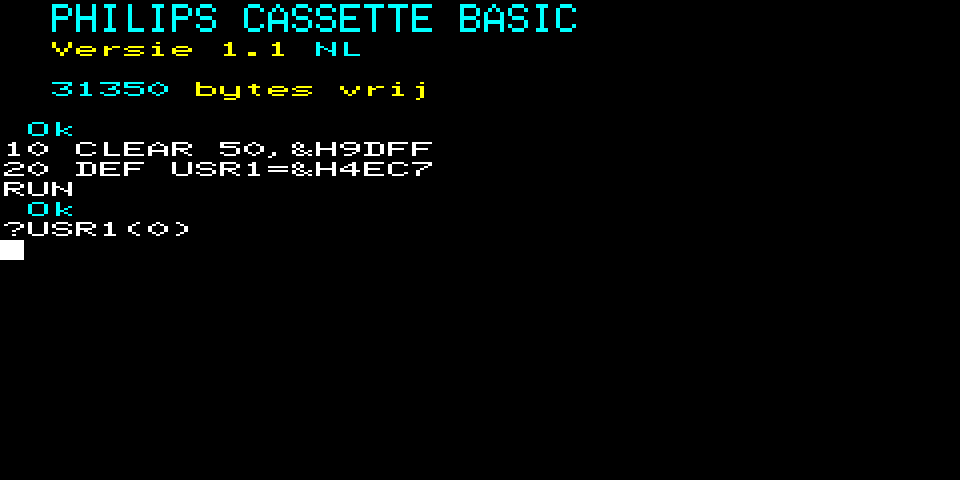 PHILIPS CASSETTE BASIC
Versie 1.1 NL
31350 bytes vrij
Ok
10 CLEAR 50,&H9DFF
20 DEF USR1=&H4EC7
RUN
Ok
?USR1(0)